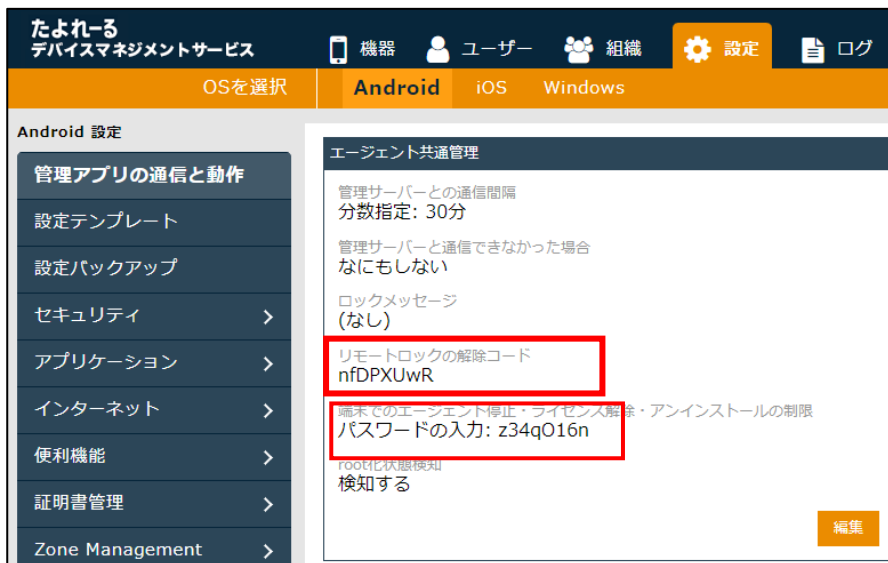 たよれーる
デバイスマネジメントサービス
機器
ユーザー
組織
設定
ログ
OSを選択
Android
iOS
Windows
Android 設定
管理アプリの通信と動作
設定テンプレート
設定バックアップ
セキュリティ
アプリケーション
インターネット
便利機能
証明書管理
Zone Management
エージェント共通管理
管理サーバーとの通信間隔
分数指定: 30分
管理サーバーと通信できなかった場合
なにもしない
ロックメッセージ
(なし)
リモートロックの解除コード
nfDPXUwR
端末でのエージェント停止・ライセンス解除・アンインストールの制限
パスワードの入力: z34qO16n
root化状態検知
検知する
編集